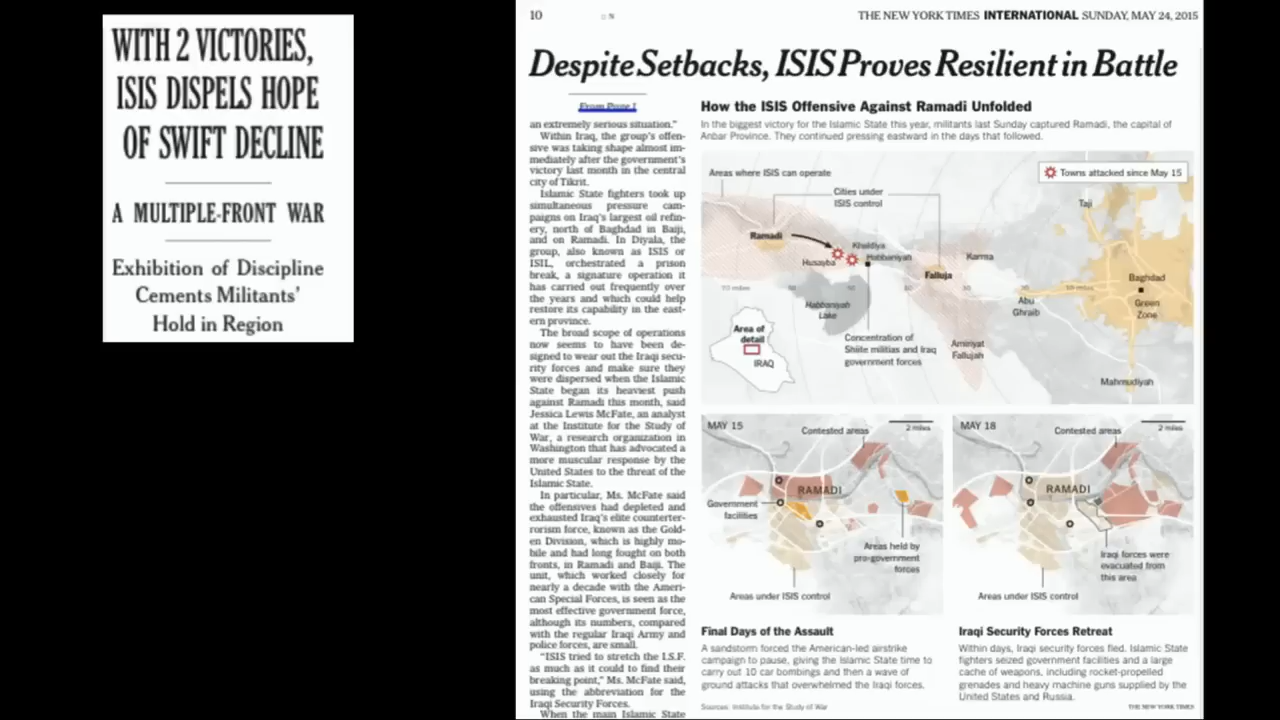 WITH 2 VICTORIES,
ISIS DISPELS HOPE
OF SWIFT DECLINE
A MULTIPLE-FRONT WAR
Exhibition of Discipline
Cements Militants'
Hold in Region
10
N
THE NEW YORK TIMES INTERNATIONAL SUNDAY, MAY 24, 2015
Despite Setbacks, ISIS Proves Resilient in Battle
From Page 1
an extremely serious situation."
Within Iraq, the group's offen-
sive was taking shape almost im-
mediately after the government's
victory last month in the central
city of Tikrit.
Islamic State fighters took up
simultaneous pressure cam-
paigns on Iraq's largest oil refin-
ery, north of Baghdad in Baiji,
and on Ramadi. In Diyala, the
group, also known as ISIS or
ISIL, orchestrated a prison
break, a signature operation it
has carried out frequently over
the years and which could help
restore its capability in the east-
ern province.
The broad scope of operations
now seems to have been de-
signed to wear out the Iraqi secu-
rity forces and make sure they
were dispersed when the Islamic
State began its heaviest push
against Ramadi this month, said
Jessica Lewis McFate, an analyst
at the Institute for the Study of
War, a research organization in
Washington that has advocated a
more muscular response by the
United States to the threat of the
Islamic State.
In particular, Ms. McFate said
the offensives had depleted and
exhausted Iraq's elite counterter-
rorism force, known as the Gold-
en Division, which is highly mo-
bile and had long fought on both
fronts, in Ramadi and Baiji. The
unit, which worked closely for
nearly a decade with the Ameri-
can Special Forces, is seen as the
most effective government force,
although its numbers, compared
with the regular Iraqi Army and
police forces, are small.
"ISIS tried to stretch the I.S.F.
as much as it could to find their
breaking point," Ms. McFate said,
using the abbreviation for the
Iraqi Security Forces.
When the main Islamic State
How the ISIS Offensive Against Ramadi Unfolded
In the biggest victory for the Islamic State this year, militants last Sunday captured Ramadi, the capital of
Anbar Province. They continued pressing eastward in the days that followed.
Areas where ISIS can operate
Towns attacked since May 15
Cities under
ISIS control
Taji
Ramadi
Khaldiya
Husayba
Habbaniyah
Karma
Falluja
Baghdad
Green
Zone
Habbaniyah
Lake
Abu
Ghraib
Area of
detail
IRAQ
Concentration of
Shiite militias and Iraqi
government forces
Amiriyat
Fallujah
Mahmudiyah
MAY 15
Contested areas
2 miles
RAMADI
Government
facilities
Areas held by
pro-government
forces
Areas under ISIS control
MAY 18
Contested areas
2 miles
RAMADI
Iraqi forces were
evacuated from
this area
Areas under ISIS control
Final Days of the Assault
A sandstorm forced the American-led airstrike
campaign to pause, giving the Islamic State time to
carry out 10 car bombings and then a wave of
ground attacks that overwhelmed the Iraqi forces.
Iraqi Security Forces Retreat
Within days, Iraqi security forces fled. Islamic State
fighters seized government facilities and a large
cache of weapons, including rocket-propelled
grenades and heavy machine guns supplied by the
United States and Russia.
Sources: Institute for the Study of War
THE NEW YORK TIMES